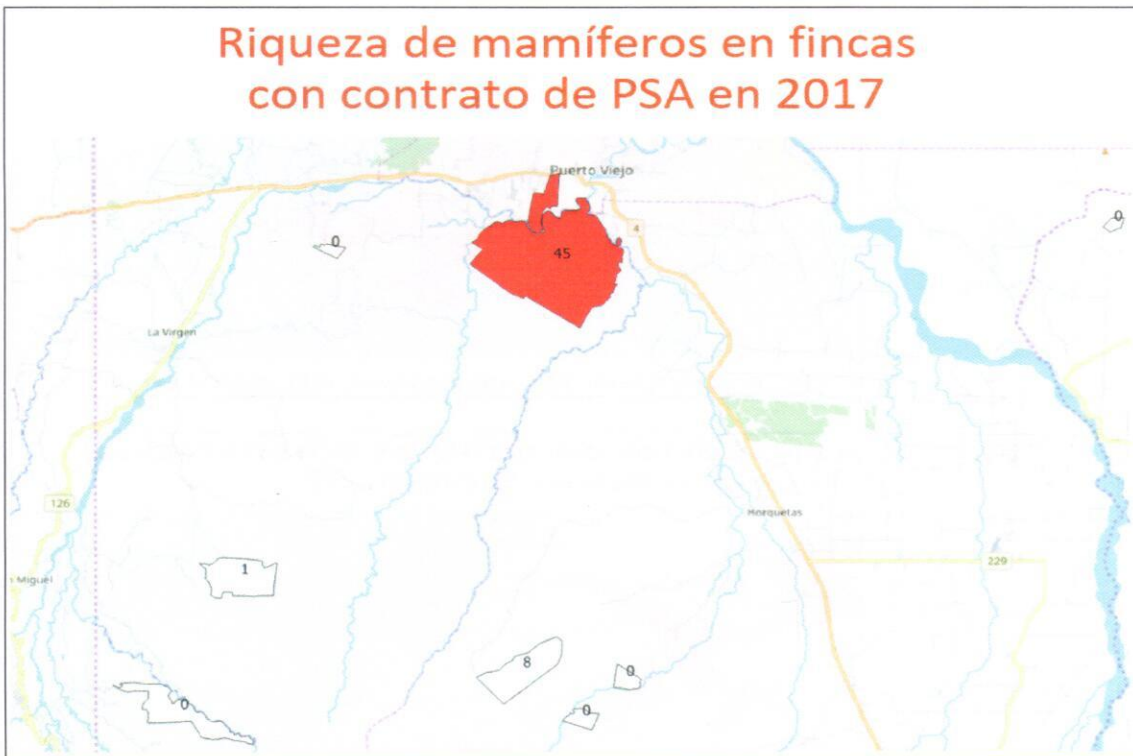 Riqueza de mamíferos en fincas
con contrato de PSA en 2017
Puerto Viejo
0
0
4
45
La Virgen
126
Horquetas
229
1
Miguel
8
0
0
0